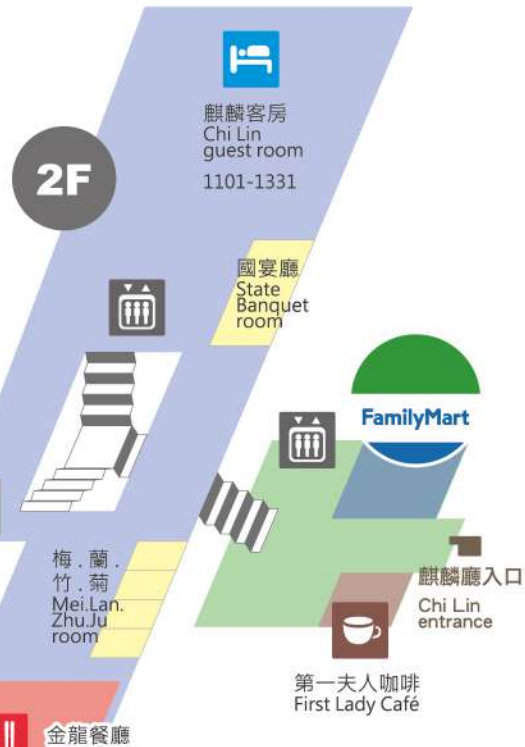 麒麟客房
Chi Lin
guest room
1101-1331
2F
國宴廳
State
Banquet
room
FamilyMart
梅.蘭.
竹.菊
Mei.Lan.
Zhu.Ju
room
麒麟廳入口
Chi Lin
entrance
第一夫人咖啡
First Lady Café
金龍餐廳